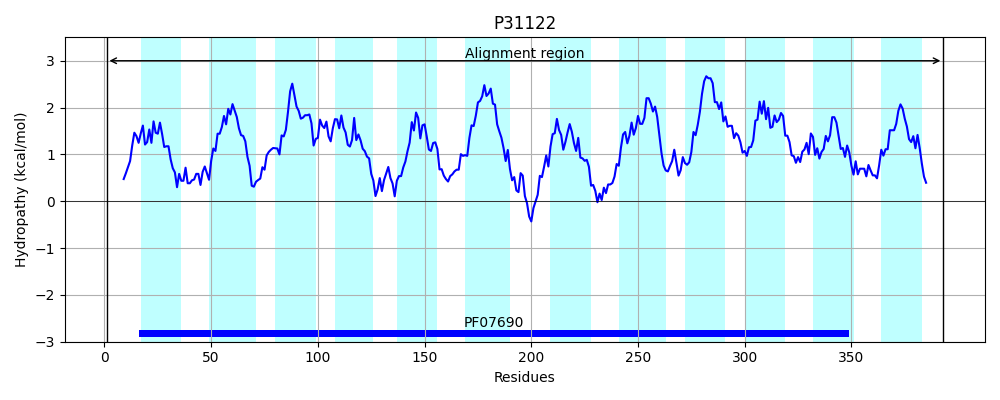 P31122
Alignment region
Hydropathy (kcal/mol)
3
2
1
0
−1
−2
−3
PF07690
0 50 100 150 200 250 300 350
Residues